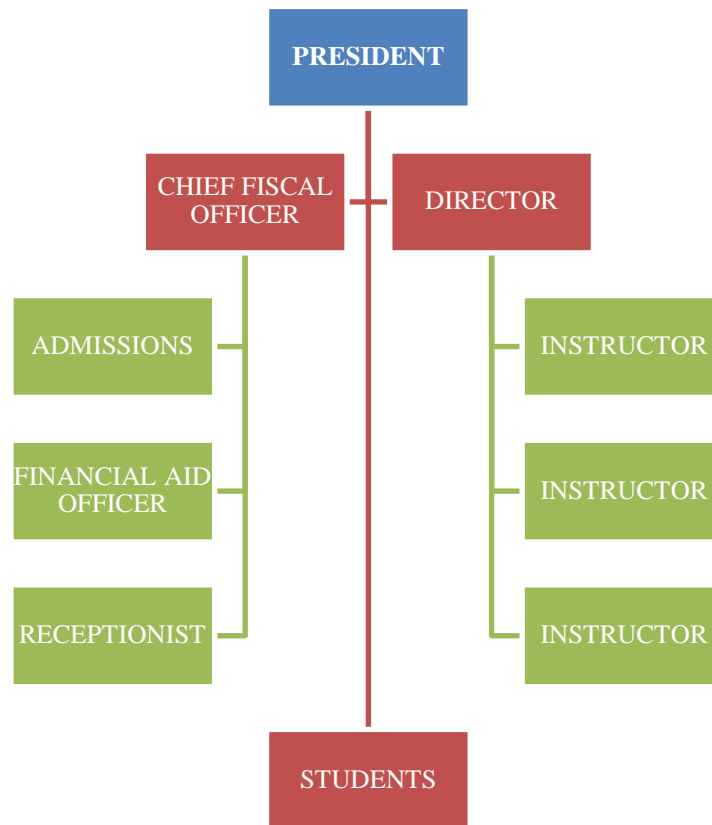 PRESIDENT
CHIEF FISCAL
OFFICER
DIRECTOR
ADMISSIONS
INSTRUCTOR
FINANCIAL AID
OFFICER
INSTRUCTOR
RECEPTIONIST
INSTRUCTOR
STUDENTS